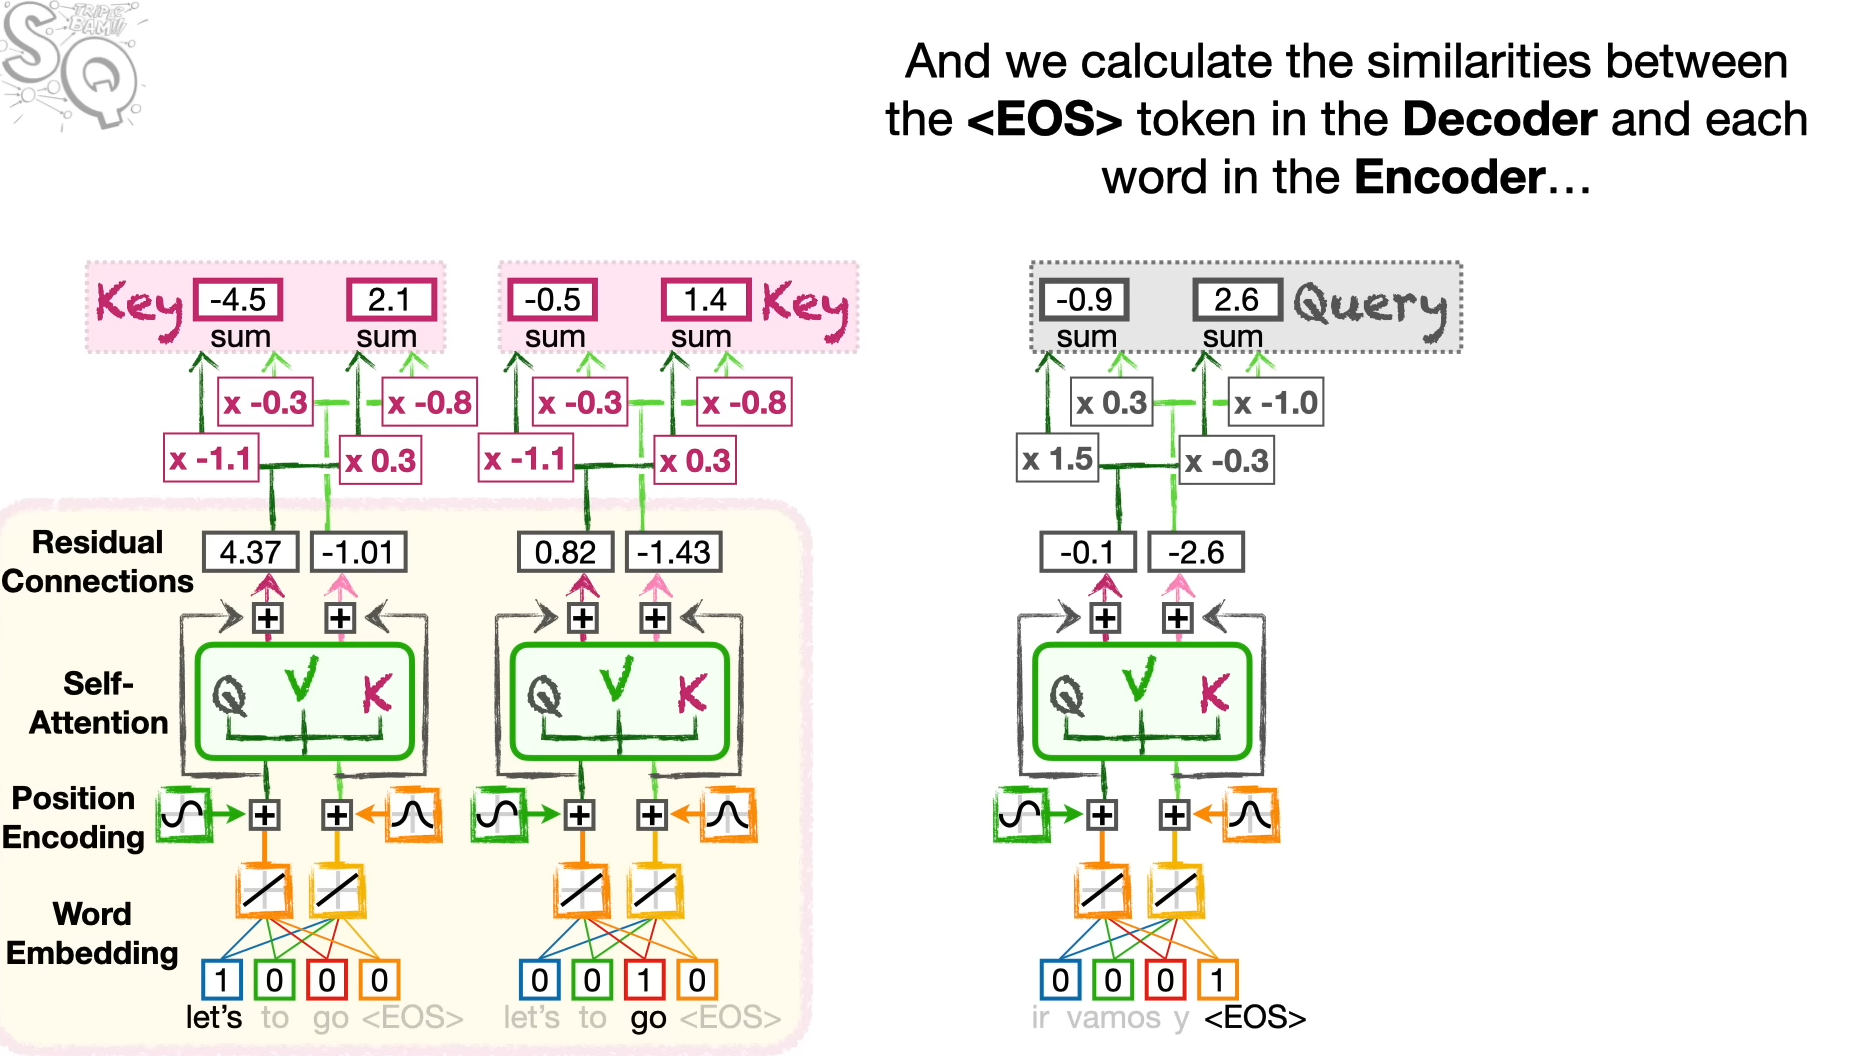 SQ
TRIPLE
BAM!!!
And we calculate the similarities between
the <EOS> token in the Decoder and each
word in the Encoder…
Key -4.5 2.1 -0.5 1.4 Key -0.9 2.6 Query
sum sum sum sum sum sum
x -0.3 x -0.8 x -0.3 x -0.8 x 0.3 x -1.0
x -1.1 x 0.3 x -1.1 x 0.3 x 1.5 x -0.3
Residual
Connections
4.37 -1.01 0.82 -1.43 -0.1 -2.6
+ + + + + +
Self-
Attention
Q V K Q V K Q V K
Position
Encoding
+ + + + + +
Word
Embedding
1 0 0 0 0 0 1 0 0 0 0 1
let's to go <EOS> let's to go <EOS> ir vamos y <EOS>